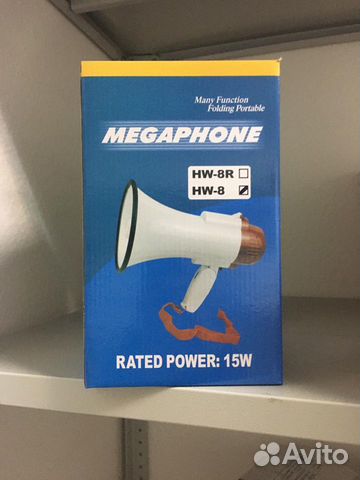 Many Function
Folding Portable
MEGAPHONE
HW-8R
HW-8
RATED POWER: 15W
Avito